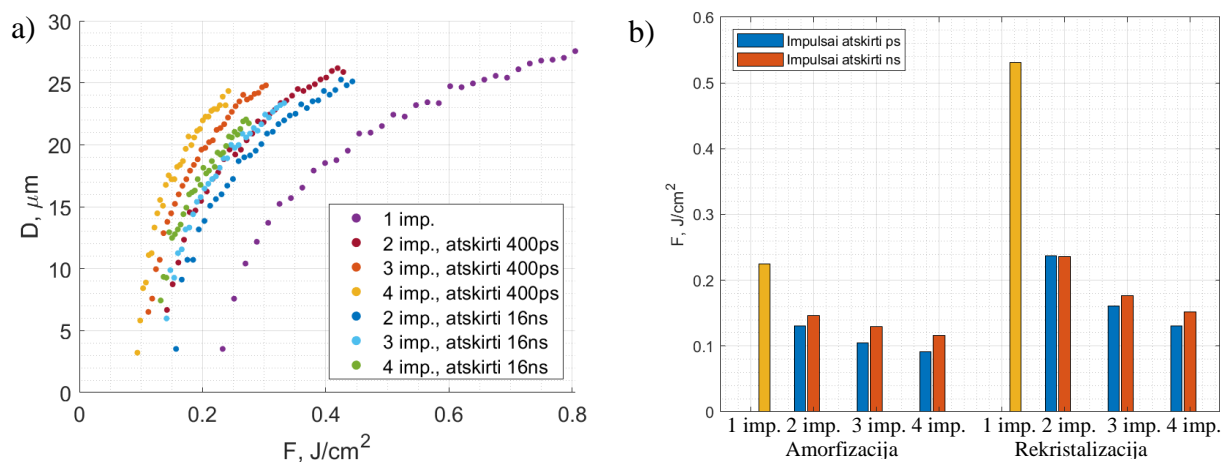 a)
D, μm
30
25
20
15
10
5
0
0 0.2 0.4 0.6 0.8
F, J/cm²
1 imp.
2 imp., atskirti 400ps
3 imp., atskirti 400ps
4 imp., atskirti 400ps
2 imp., atskirti 16ns
3 imp., atskirti 16ns
4 imp., atskirti 16ns
b)
F, J/cm²
0.6
0.5
0.4
0.3
0.2
0.1
0
Impulsai atskirti ps
Impulsai atskirti ns
1 imp. 2 imp. 3 imp. 4 imp. 1 imp. 2 imp. 3 imp. 4 imp.
Amorfizacija Rekristalizacija